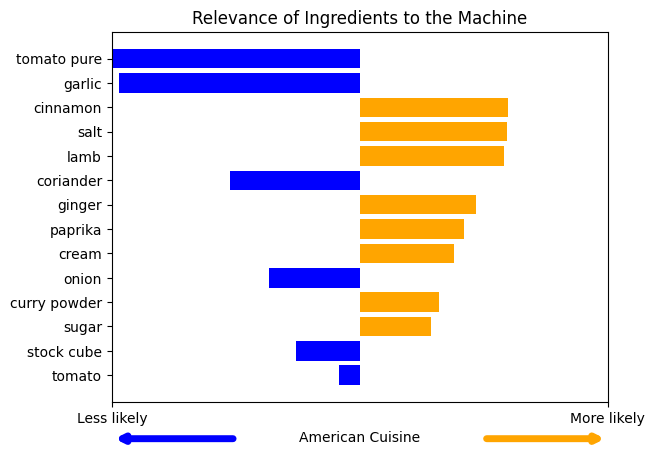 Relevance of Ingredients to the Machine
tomato pure
garlic
cinnamon
salt
lamb
coriander
ginger
paprika
cream
onion
curry powder
sugar
stock cube
tomato
Less likely
More likely
American Cuisine